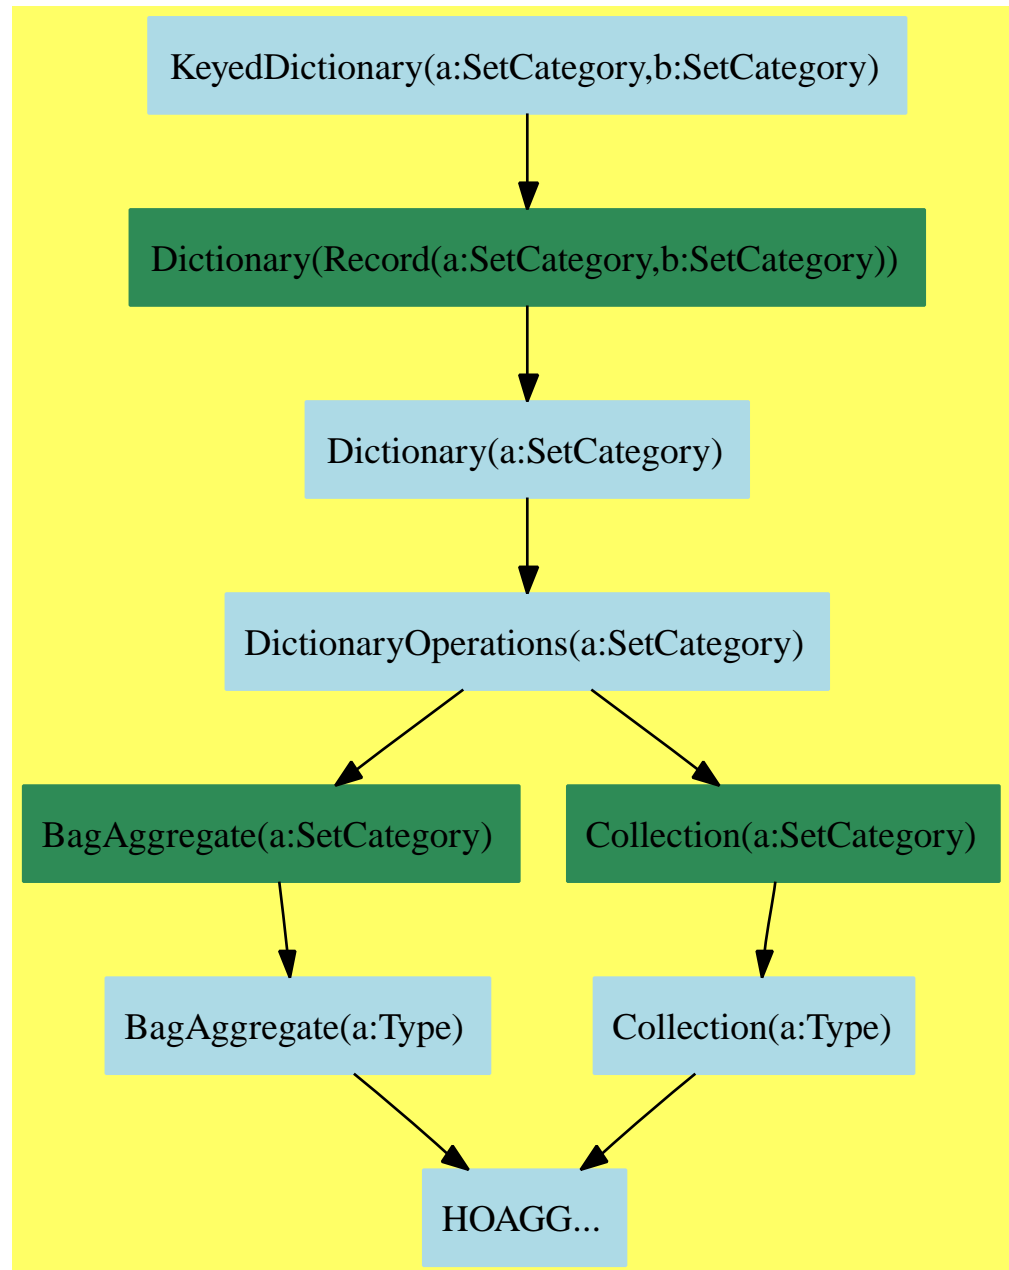 KeyedDictionary(a:SetCategory,b:SetCategory)
Dictionary(Record(a:SetCategory,b:SetCategory))
Dictionary(a:SetCategory)
DictionaryOperations(a:SetCategory)
BagAggregate(a:SetCategory)
Collection(a:SetCategory)
BagAggregate(a:Type)
Collection(a:Type)
HOAGG...